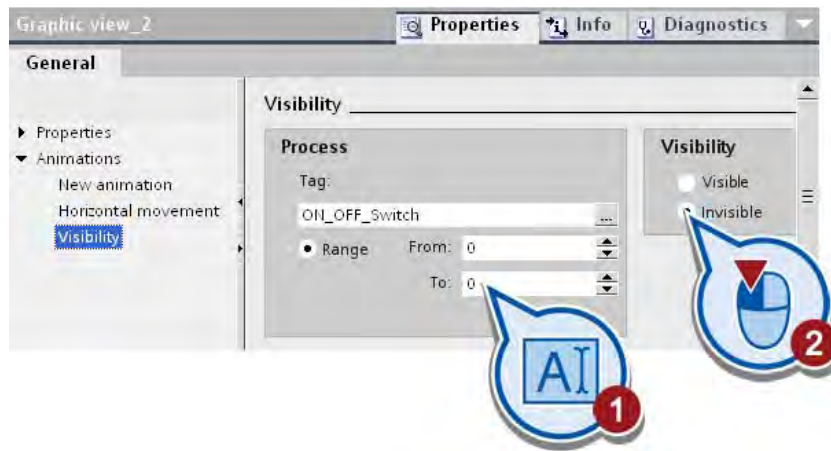 Graphic view_2
Properties
Info
Diagnostics
General
Visibility
Properties
Animations
New animation
Horizontal movement
Visibility
Process
Tag:
ON_OFF_Switch
...
Range From: 0
To: 0
Visibility
Visible
Invisible
A
1
2